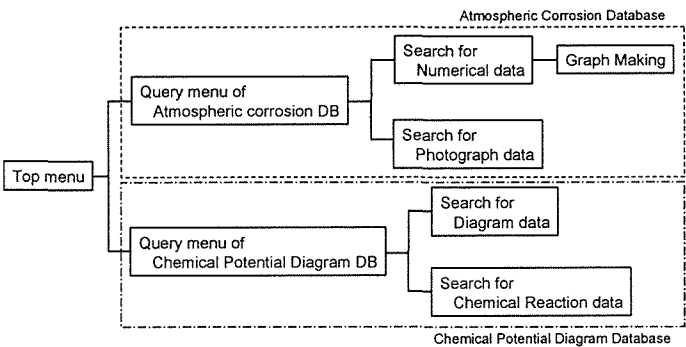 Atmospheric Corrosion Database
Search for
Numerical data
Graph Making
Query menu of
Atmospheric corrosion DB
Search for
Photograph data
Top menu
Search for
Diagram data
Query menu of
Chemical Potential Diagram DB
Search for
Chemical Reaction data
Chemical Potential Diagram Database